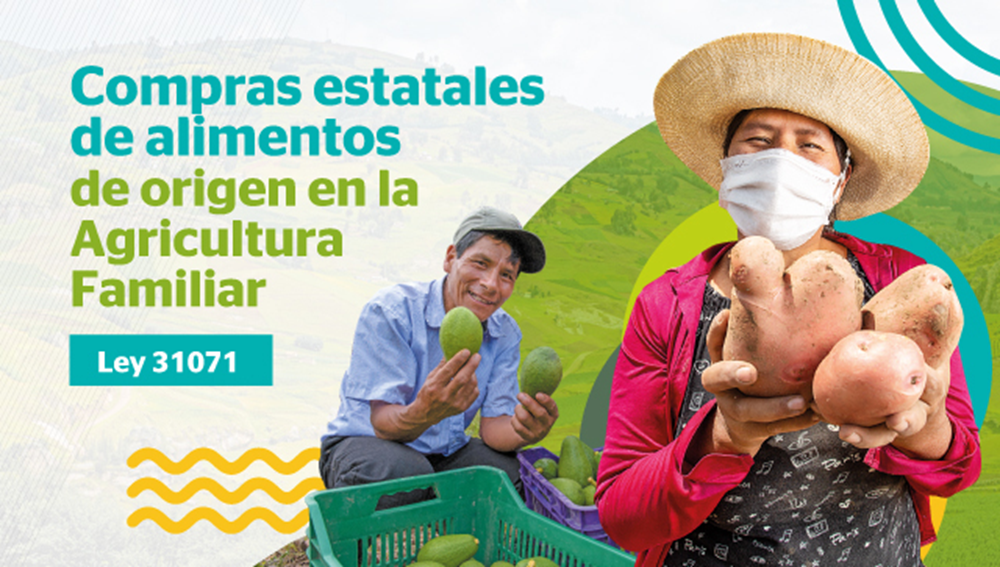 Compras estatales
de alimentos
de origen en la
Agricultura
Familiar
Ley 31071